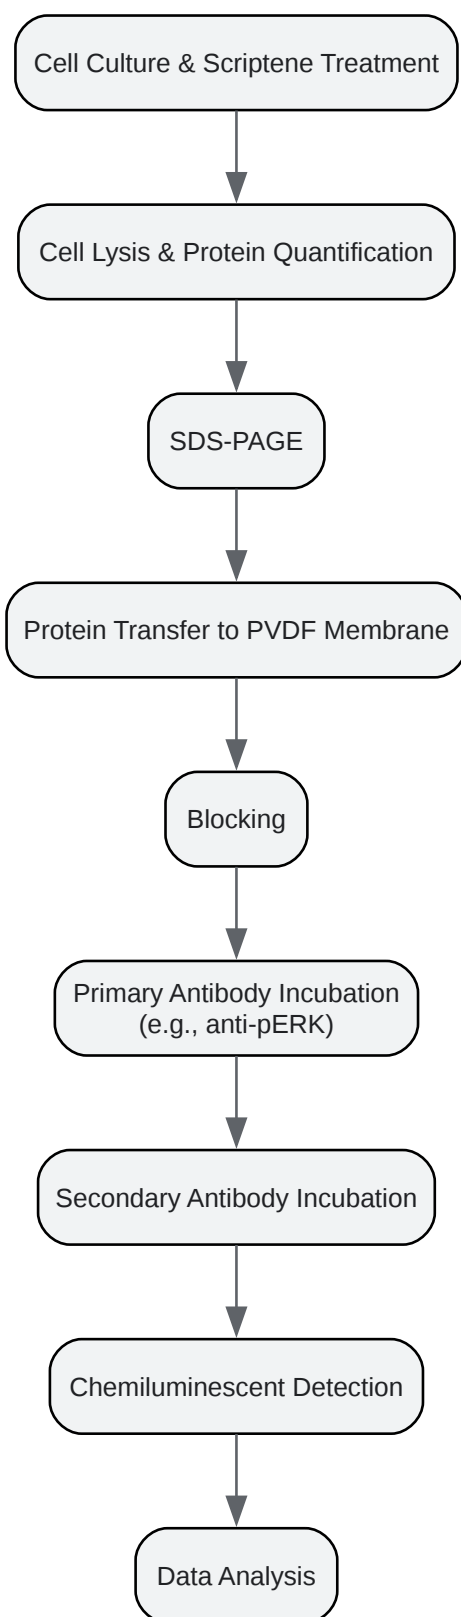 Cell Culture & Scriptene Treatment
Cell Lysis & Protein Quantification
SDS-PAGE
Protein Transfer to PVDF Membrane
Blocking
Primary Antibody Incubation
(e.g., anti-pERK)
Secondary Antibody Incubation
Chemiluminescent Detection
Data Analysis